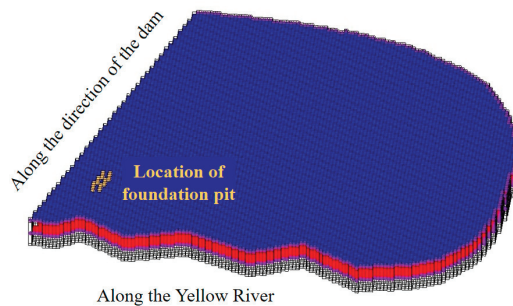 Along the direction of the dam
Location of
foundation pit
Along the Yellow River